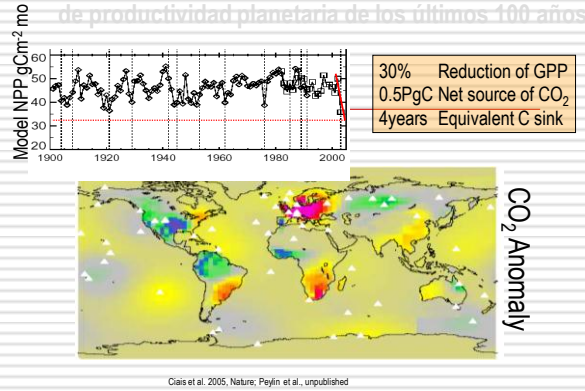 de productividad planetaria de los últimos 100 años
Model NPP gCm-2 mo
60
50
40
30
20
1900
1920
1940
1960
1980
2000
30% Reduction of GPP
0.5PgC Net source of CO2
4years Equivalent C sink
CO2 Anomaly
Ciais et al. 2005, Nature; Peylin et al., unpublished